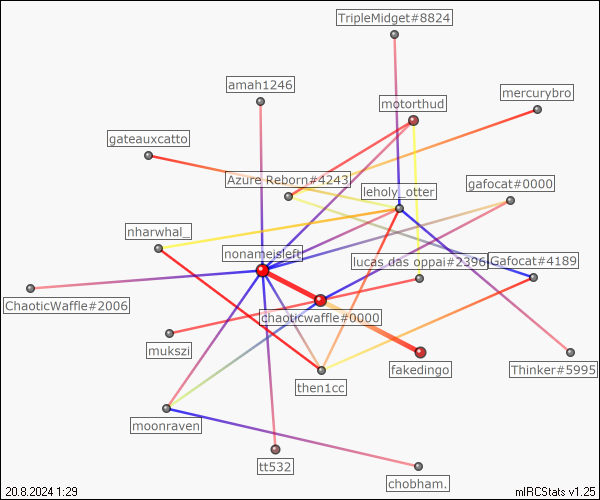 TripleMidget#8824
amah1246
mercurybro
motorthud
gateauxcatto
Azure Reborn#4243
gafocat#0000
leholy_otter
nharwhal_
nonamejsleft
lucas das oppai#2396
Gafocat#4189
ChaoticWaffle#2006
chaoticwaffle#0000
mukszi
fakedingo
Thinker#5995
then1cc
moonraven
tt532
chobham.
20.8.2024 1:29
mIRCStats v1.25